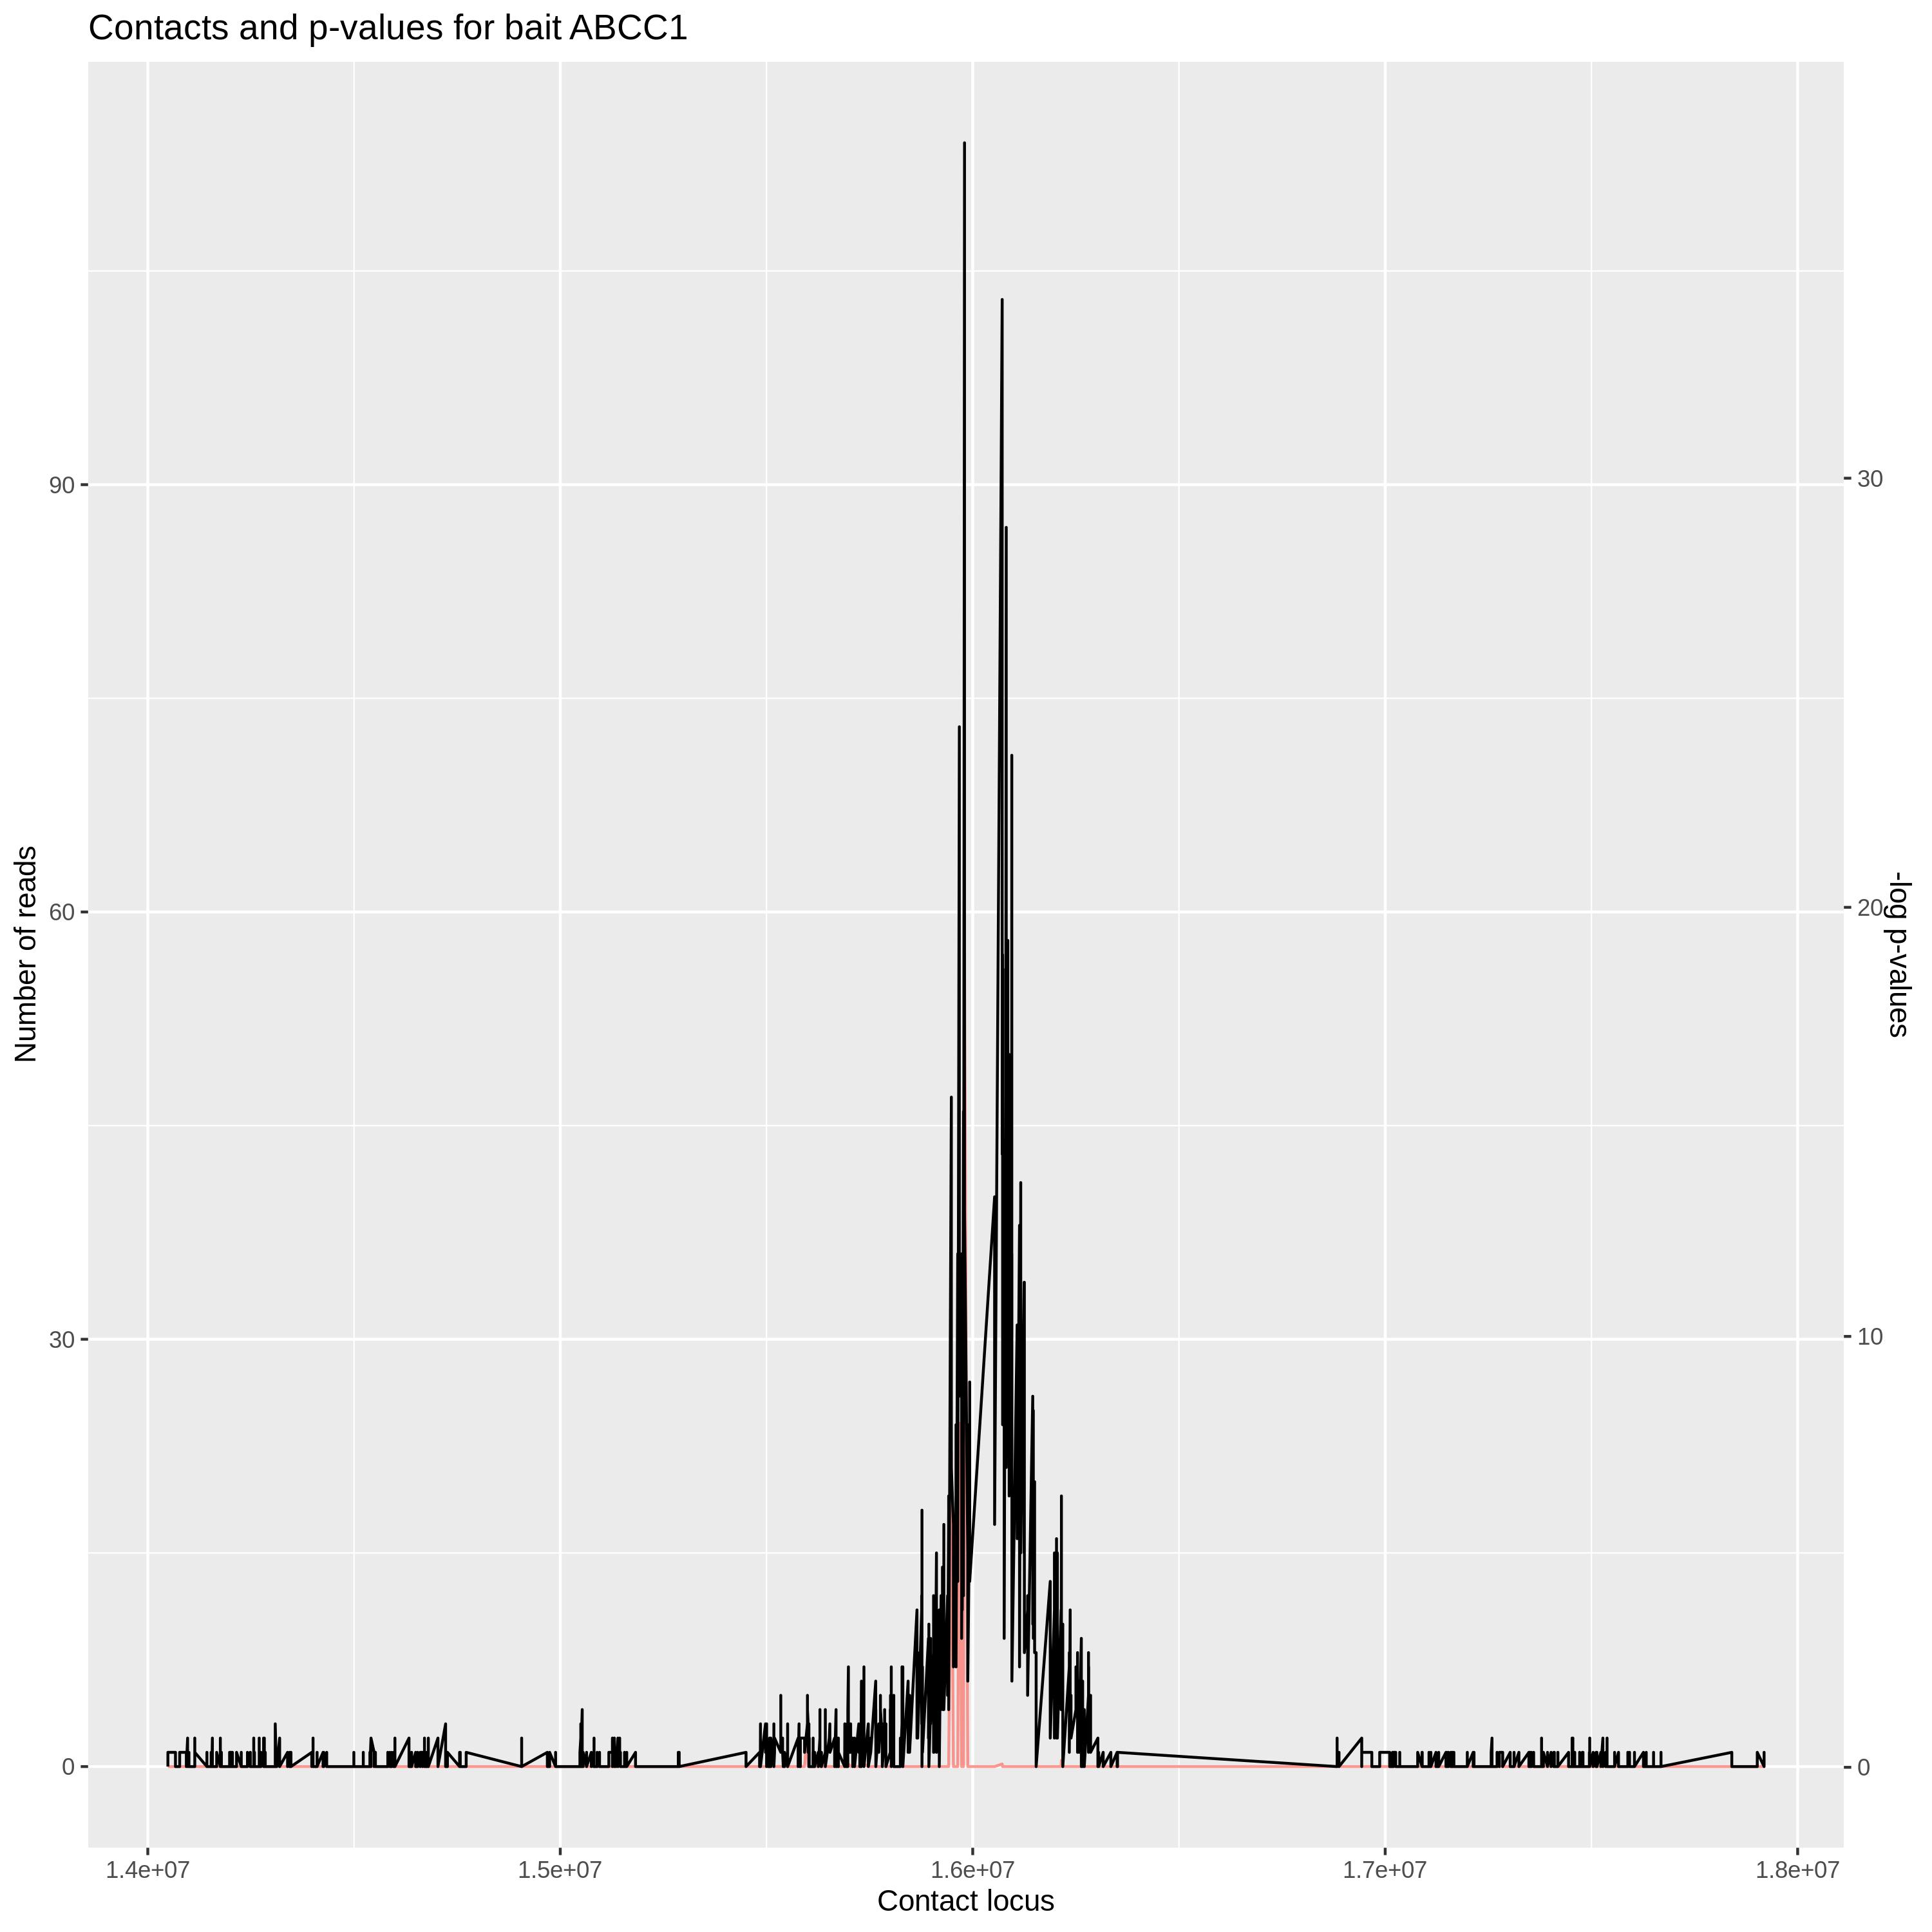 Contacts and p-values for bait ABCC1
Number of reads
90
60
30
0
30
20
10
0
-log p-values
1.4e+07 1.5e+07 1.6e+07 1.7e+07 1.8e+07
Contact locus